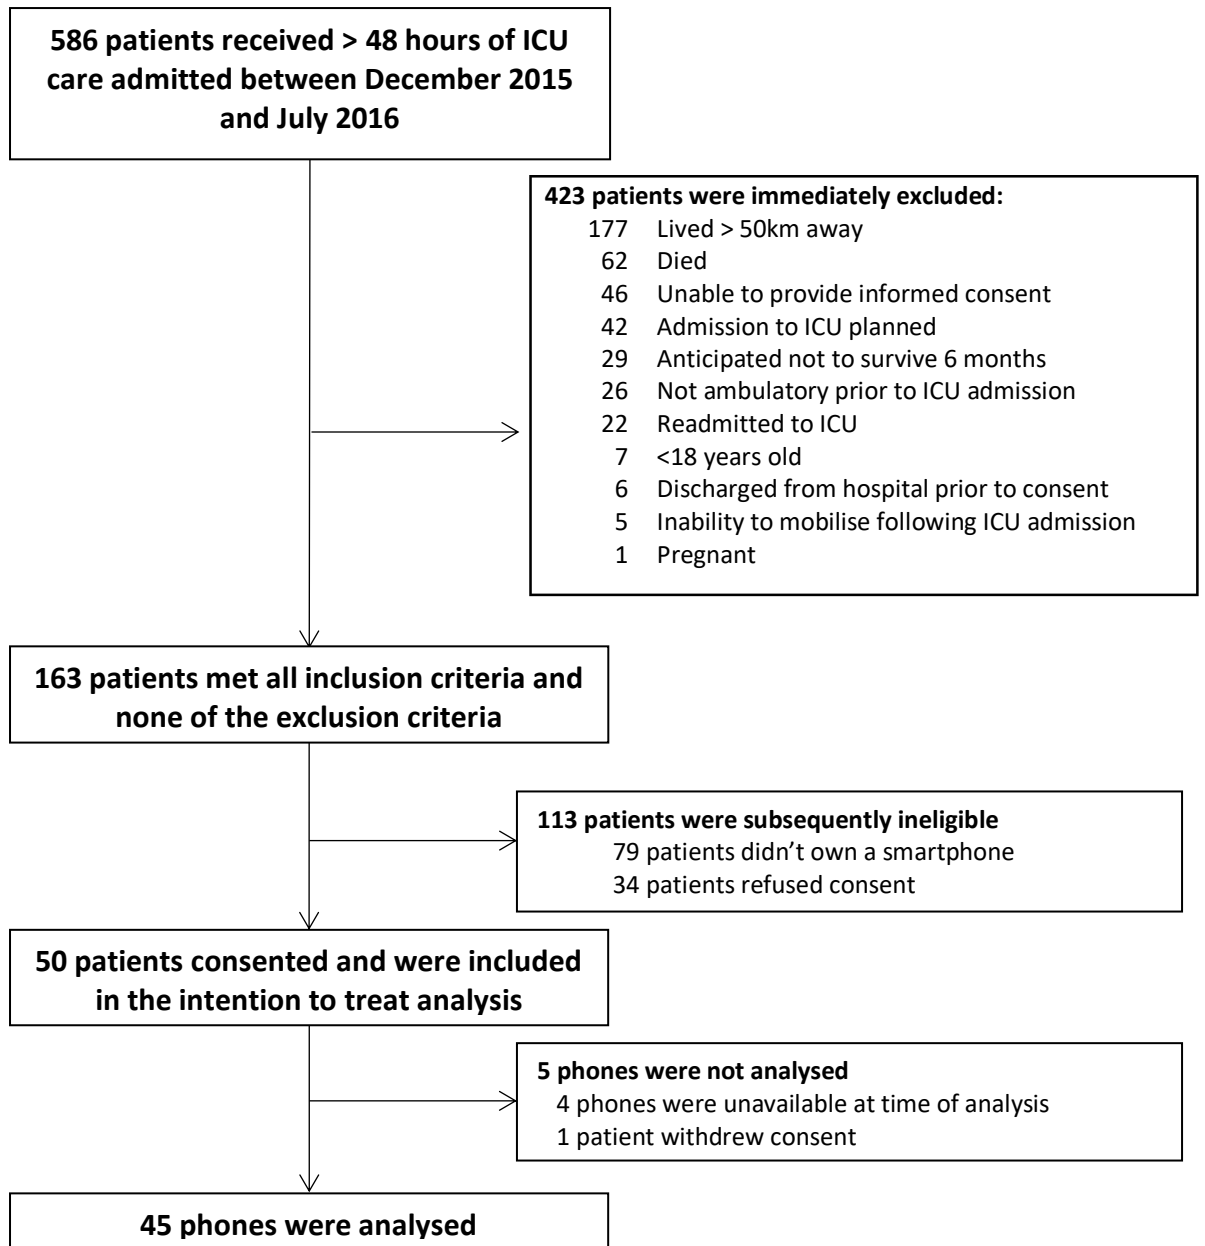 586 patients received > 48 hours of ICU
care admitted between December 2015
and July 2016
423 patients were immediately excluded:
177 Lived > 50km away
62 Died
46 Unable to provide informed consent
42 Admission to ICU planned
29 Anticipated not to survive 6 months
26 Not ambulatory prior to ICU admission
22 Readmitted to ICU
7 <18 years old
6 Discharged from hospital prior to consent
5 Inability to mobilise following ICU admission
1 Pregnant
163 patients met all inclusion criteria and
none of the exclusion criteria
113 patients were subsequently ineligible
79 patients didn’t own a smartphone
34 patients refused consent
50 patients consented and were included
in the intention to treat analysis
5 phones were not analysed
4 phones were unavailable at time of analysis
1 patient withdrew consent
45 phones were analysed